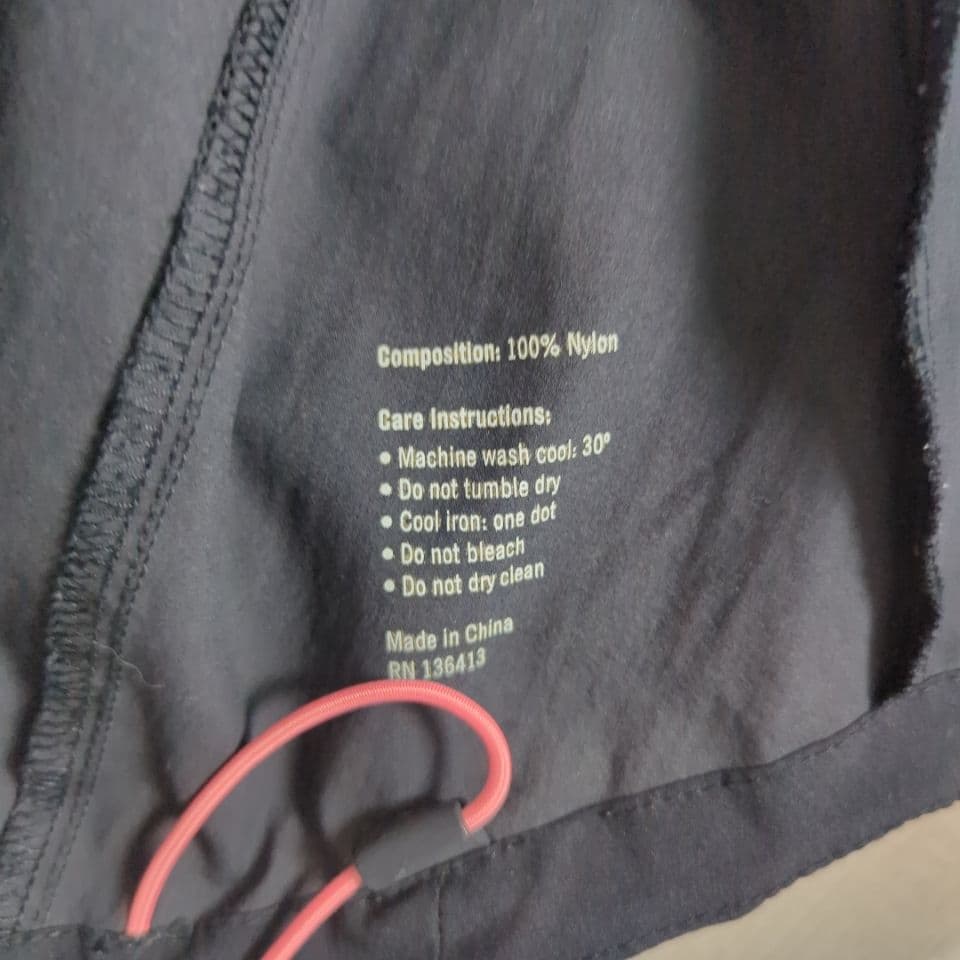 Composition: 100% Nylon
Care Instructions:
• Machine wash cool: 30°
• Do not tumble dry
• Cool iron: one dot
• Do not bleach
• Do not dry clean
Made in China
RN 136413